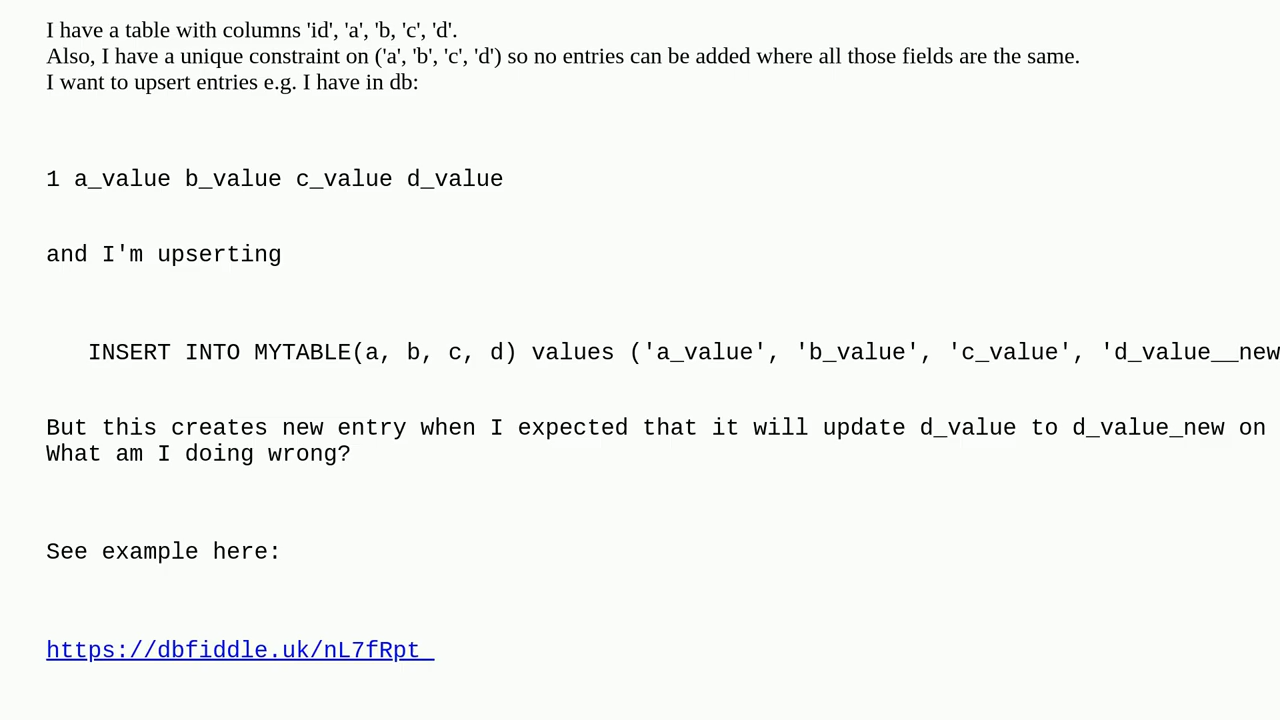 I have a table with columns 'id', 'a', 'b, 'c', 'd'.
Also, I have a unique constraint on ('a', 'b', 'c', 'd') so no entries can be added where all those fields are the same.
I want to upsert entries e.g. I have in db:
1 a_value b_value c_value d_value
and I'm upserting
INSERT INTO MYTABLE(a, b, c, d) values ('a_value', 'b_value', 'c_value', 'd_value__new
But this creates new entry when I expected that it will update d_value to d_value_new on
What am I doing wrong?
See example here:
https://dbfiddle.uk/nL7fRpt_